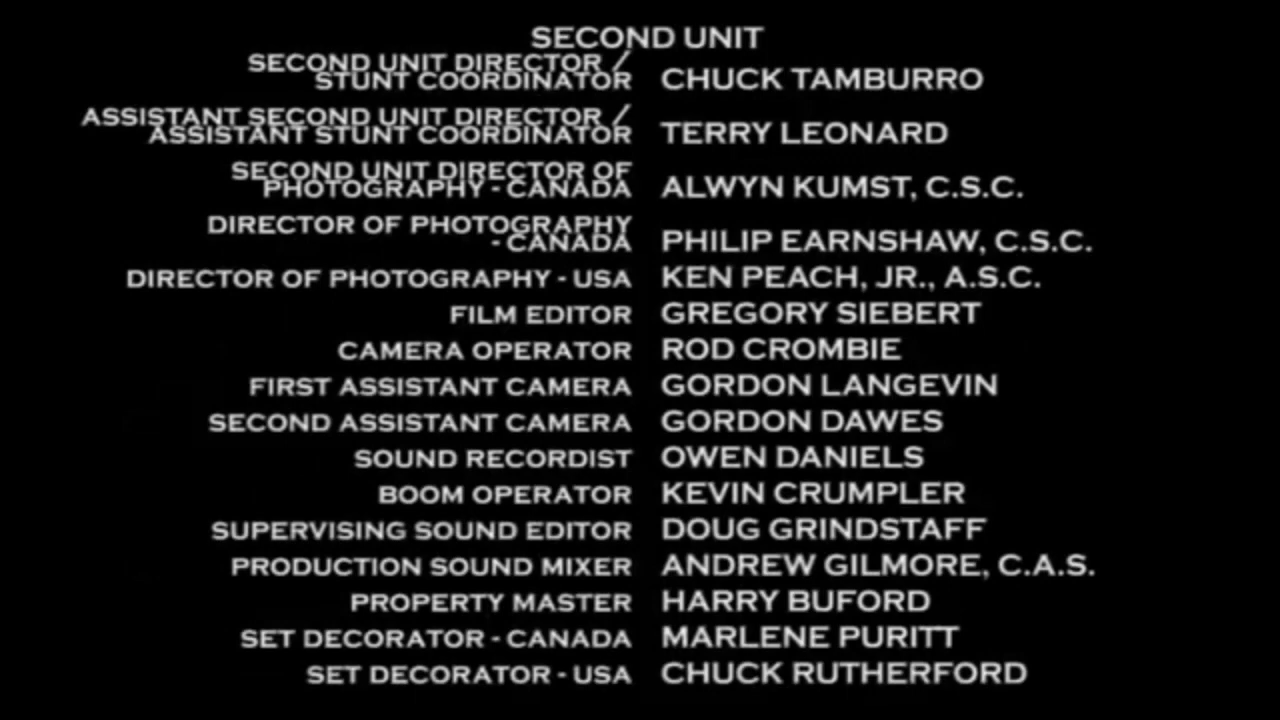 SECOND UNIT
SECOND UNIT DIRECTOR /
STUNT COORDINATOR CHUCK TAMBURRO
ASSISTANT SECOND UNIT DIRECTOR /
ASSISTANT STUNT COORDINATOR TERRY LEONARD
SECOND UNIT DIRECTOR OF
PHOTOGRAPHY - CANADA ALWYN KUMST, C.S.C.
DIRECTOR OF PHOTOGRAPHY
- CANADA PHILIP EARNSHAW, C.S.C.
DIRECTOR OF PHOTOGRAPHY - USA KEN PEACH, JR., A.S.C.
FILM EDITOR GREGORY SIEBERT
CAMERA OPERATOR ROD CROMBIE
FIRST ASSISTANT CAMERA GORDON LANGEVIN
SECOND ASSISTANT CAMERA GORDON DAWES
SOUND RECORDIST OWEN DANIELS
BOOM OPERATOR KEVIN CRUMPLER
SUPERVISING SOUND EDITOR DOUG GRINDSTAFF
PRODUCTION SOUND MIXER ANDREW GILMORE, C.A.S.
PROPERTY MASTER HARRY BUFORD
SET DECORATOR - CANADA MARLENE PURITT
SET DECORATOR - USA CHUCK RUTHERFORD